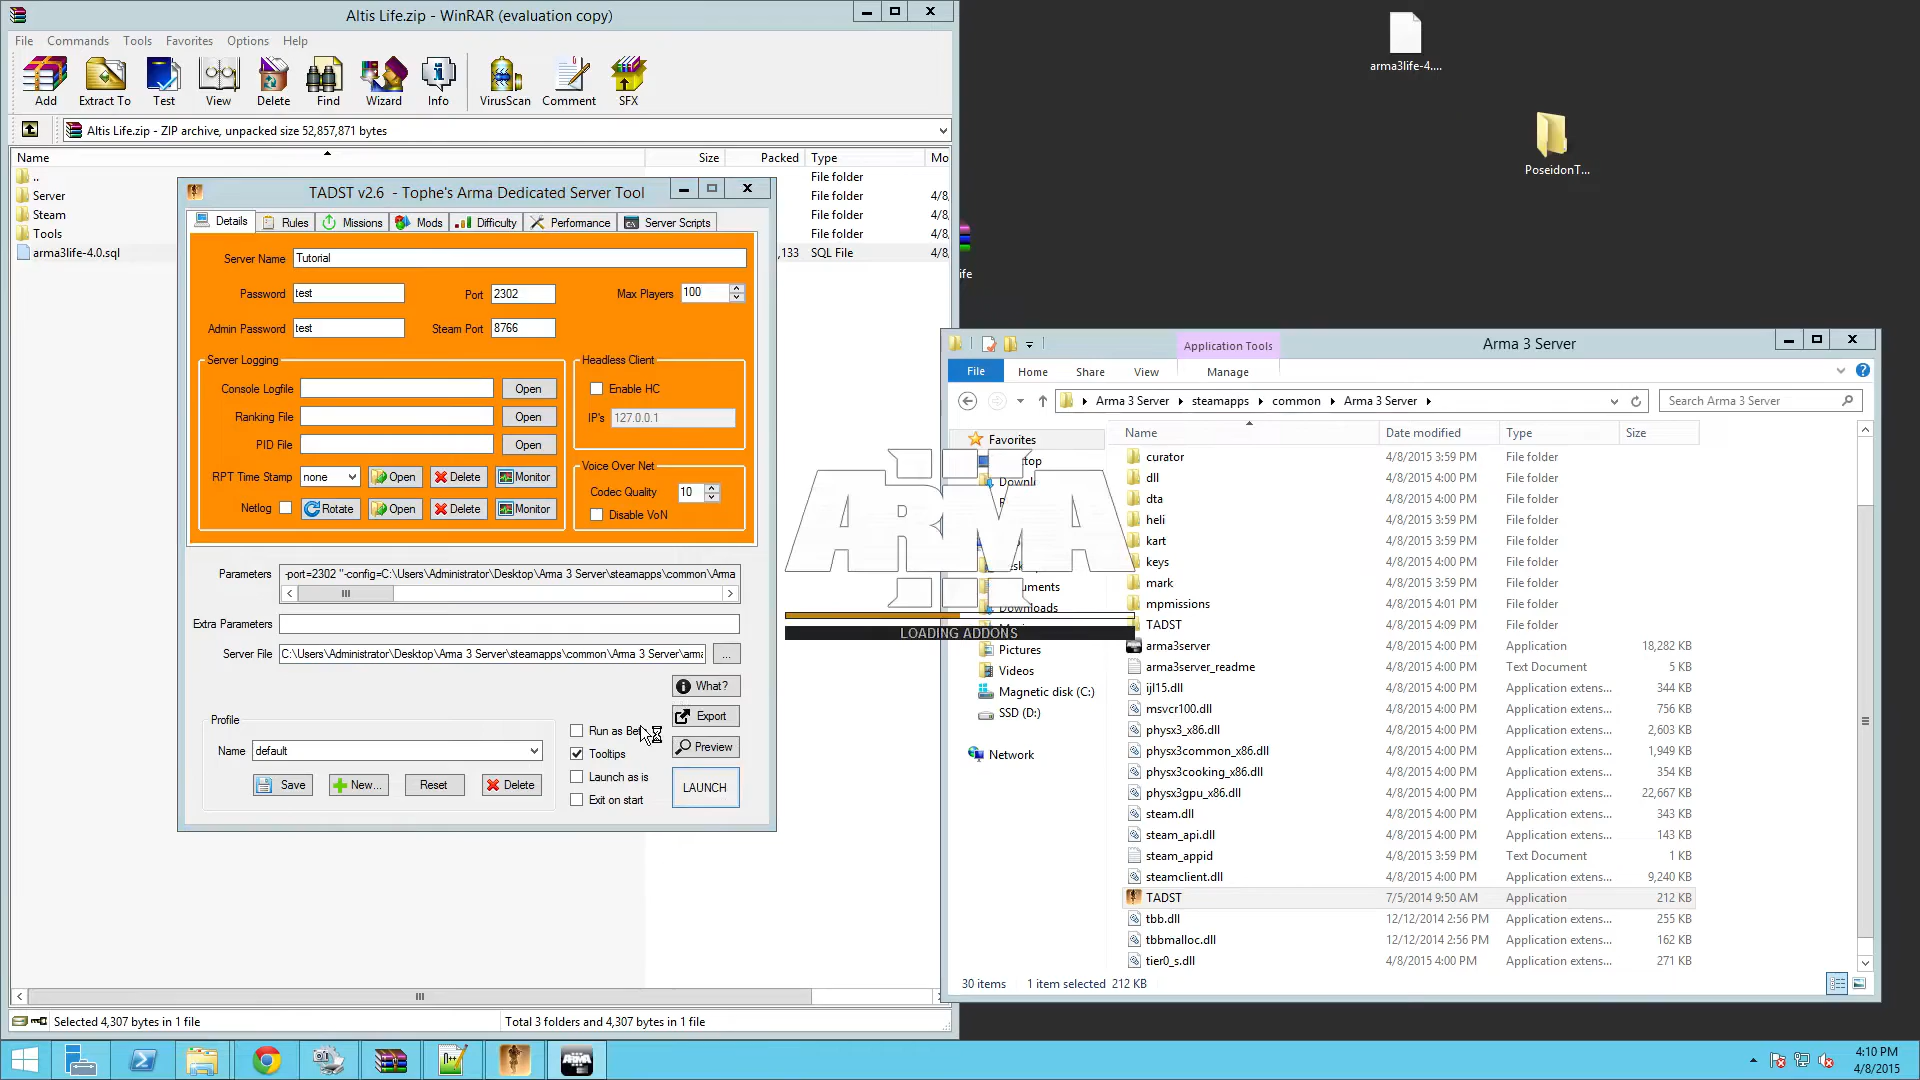 Altis Life.zip - WinRAR (evaluation copy)
File Commands Tools Favorites Options Help
Add Extract To Test View Delete Find Wizard Info VirusScan Comment SFX
Altis Life.zip - ZIP archive, unpacked size 52,857,871 bytes
Name Size Packed Type Mo
.. File folder
Server File folder 4/8,
Steam File folder 4/8,
Tools File folder 4/8,
arma3life-4.0.sql ,133 SQL File 4/8,
TADST v2.6 - Tophe's Arma Dedicated Server Tool
Details Rules Missions Mods Difficulty Performance Server Scripts
Server Name Tutorial
Password test Port 2302 Max Players 100
Admin Password test Steam Port 8766
Server Logging
Console Logfile Open
Ranking File Open
PID File Open
RPT Time Stamp none Open Delete Monitor
Netlog Rotate Open Delete Monitor
Headless Client
Enable HC
IP's 127.0.0.1
Voice Over Net
Codec Quality 10
Disable VoN
Parameters -port=2302 "-config=C:\Users\Administrator\Desktop\Arma 3 Server\steamapps\common\Arma
Extra Parameters
Server File C:\Users\Administrator\Desktop\Arma 3 Server\steamapps\common\Arma 3 Server\arma
What?
Export
Preview
LAUNCH
Profile
Name default
Save New... Reset Delete
Run as Be
Tooltips
Launch as is
Exit on start
Selected 4,307 bytes in 1 file Total 3 folders and 4,307 bytes in 1 file
arma3life-4....
PoseidonT...
ife
ARMA
LOADING ADDONS
Application Tools Arma 3 Server
File Home Share View Manage
Arma 3 Server steamapps common Arma 3 Server Search Arma 3 Server
Favorites
top
Downl
uments
Downloads
Pictures
Videos
Magnetic disk (C:)
SSD (D:)
Network
Name Date modified Type Size
curator 4/8/2015 3:59 PM File folder
dll 4/8/2015 4:00 PM File folder
dta 4/8/2015 4:00 PM File folder
heli 4/8/2015 3:59 PM File folder
kart 4/8/2015 4:00 PM File folder
keys 4/8/2015 4:00 PM File folder
mark 4/8/2015 4:00 PM File folder
mpmissions 4/8/2015 4:01 PM File folder
TADST 4/8/2015 4:09 PM File folder
arma3server 4/8/2015 4:00 PM Application 18,282 KB
arma3server_readme 4/8/2015 4:00 PM Text Document 5 KB
ijl15.dll 4/8/2015 4:00 PM Application extens... 344 KB
msvcr100.dll 4/8/2015 4:00 PM Application extens... 756 KB
physx3_x86.dll 4/8/2015 4:00 PM Application extens... 2,603 KB
physx3common_x86.dll 4/8/2015 4:00 PM Application extens... 1,949 KB
physx3cooking_x86.dll 4/8/2015 4:00 PM Application extens... 354 KB
physx3gpu_x86.dll 4/8/2015 4:00 PM Application extens... 22,667 KB
steam.dll 4/8/2015 4:00 PM Application extens... 343 KB
steam_api.dll 4/8/2015 4:00 PM Application extens... 143 KB
steam_appid 4/8/2015 3:59 PM Text Document 1 KB
steamclient.dll 4/8/2015 4:00 PM Application extens... 9,240 KB
TADST 7/5/2014 9:50 AM Application 212 KB
tbb.dll 12/12/2014 2:56 PM Application extens... 255 KB
tbbmalloc.dll 12/12/2014 2:56 PM Application extens... 162 KB
tier0_s.dll 4/8/2015 4:00 PM Application extens... 271 KB
30 items 1 item selected 212 KB
4:10 PM
4/8/2015